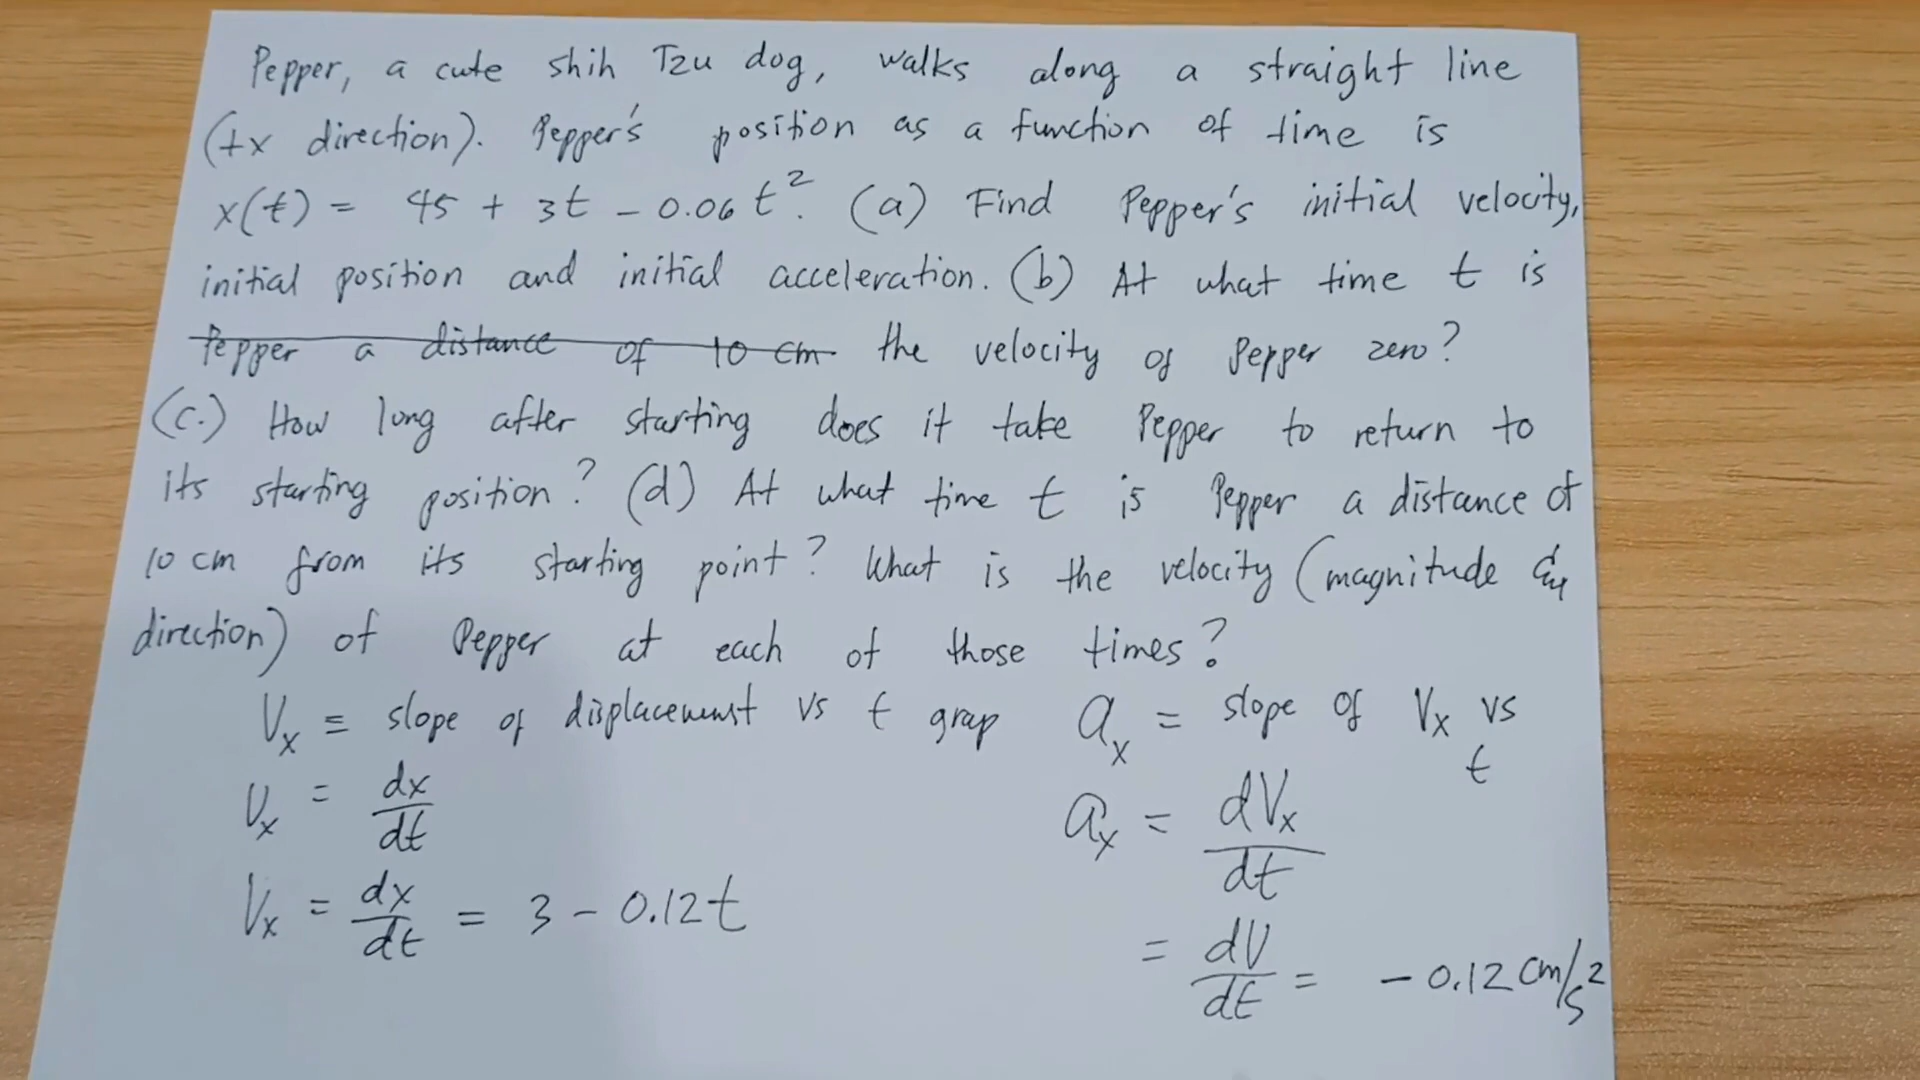 Pepper, a cute shih Tzu dog, walks along a straight line
(+x direction). Pepper's position as a function of time is
x(t) = 45 + 3t - 0.06 t². (a) Find Pepper's initial velocity,
initial position and initial acceleration. (b) At what time t is
Pepper a distance of 10 cm the velocity of Pepper zero?
(c.) How long after starting does it take Pepper to return to
its starting position? (d) At what time t is Pepper a distance of
10 cm from its starting point? What is the velocity (magnitude &
direction) of Pepper at each of those times?
Vx ≡ slope of displacement vs t grap
Vx = dx/dt
Vx = dx/dt = 3 - 0.12t
ax = slope of Vx vs
t
ax = dVx/dt
= dV/dt = - 0.12 cm/s²